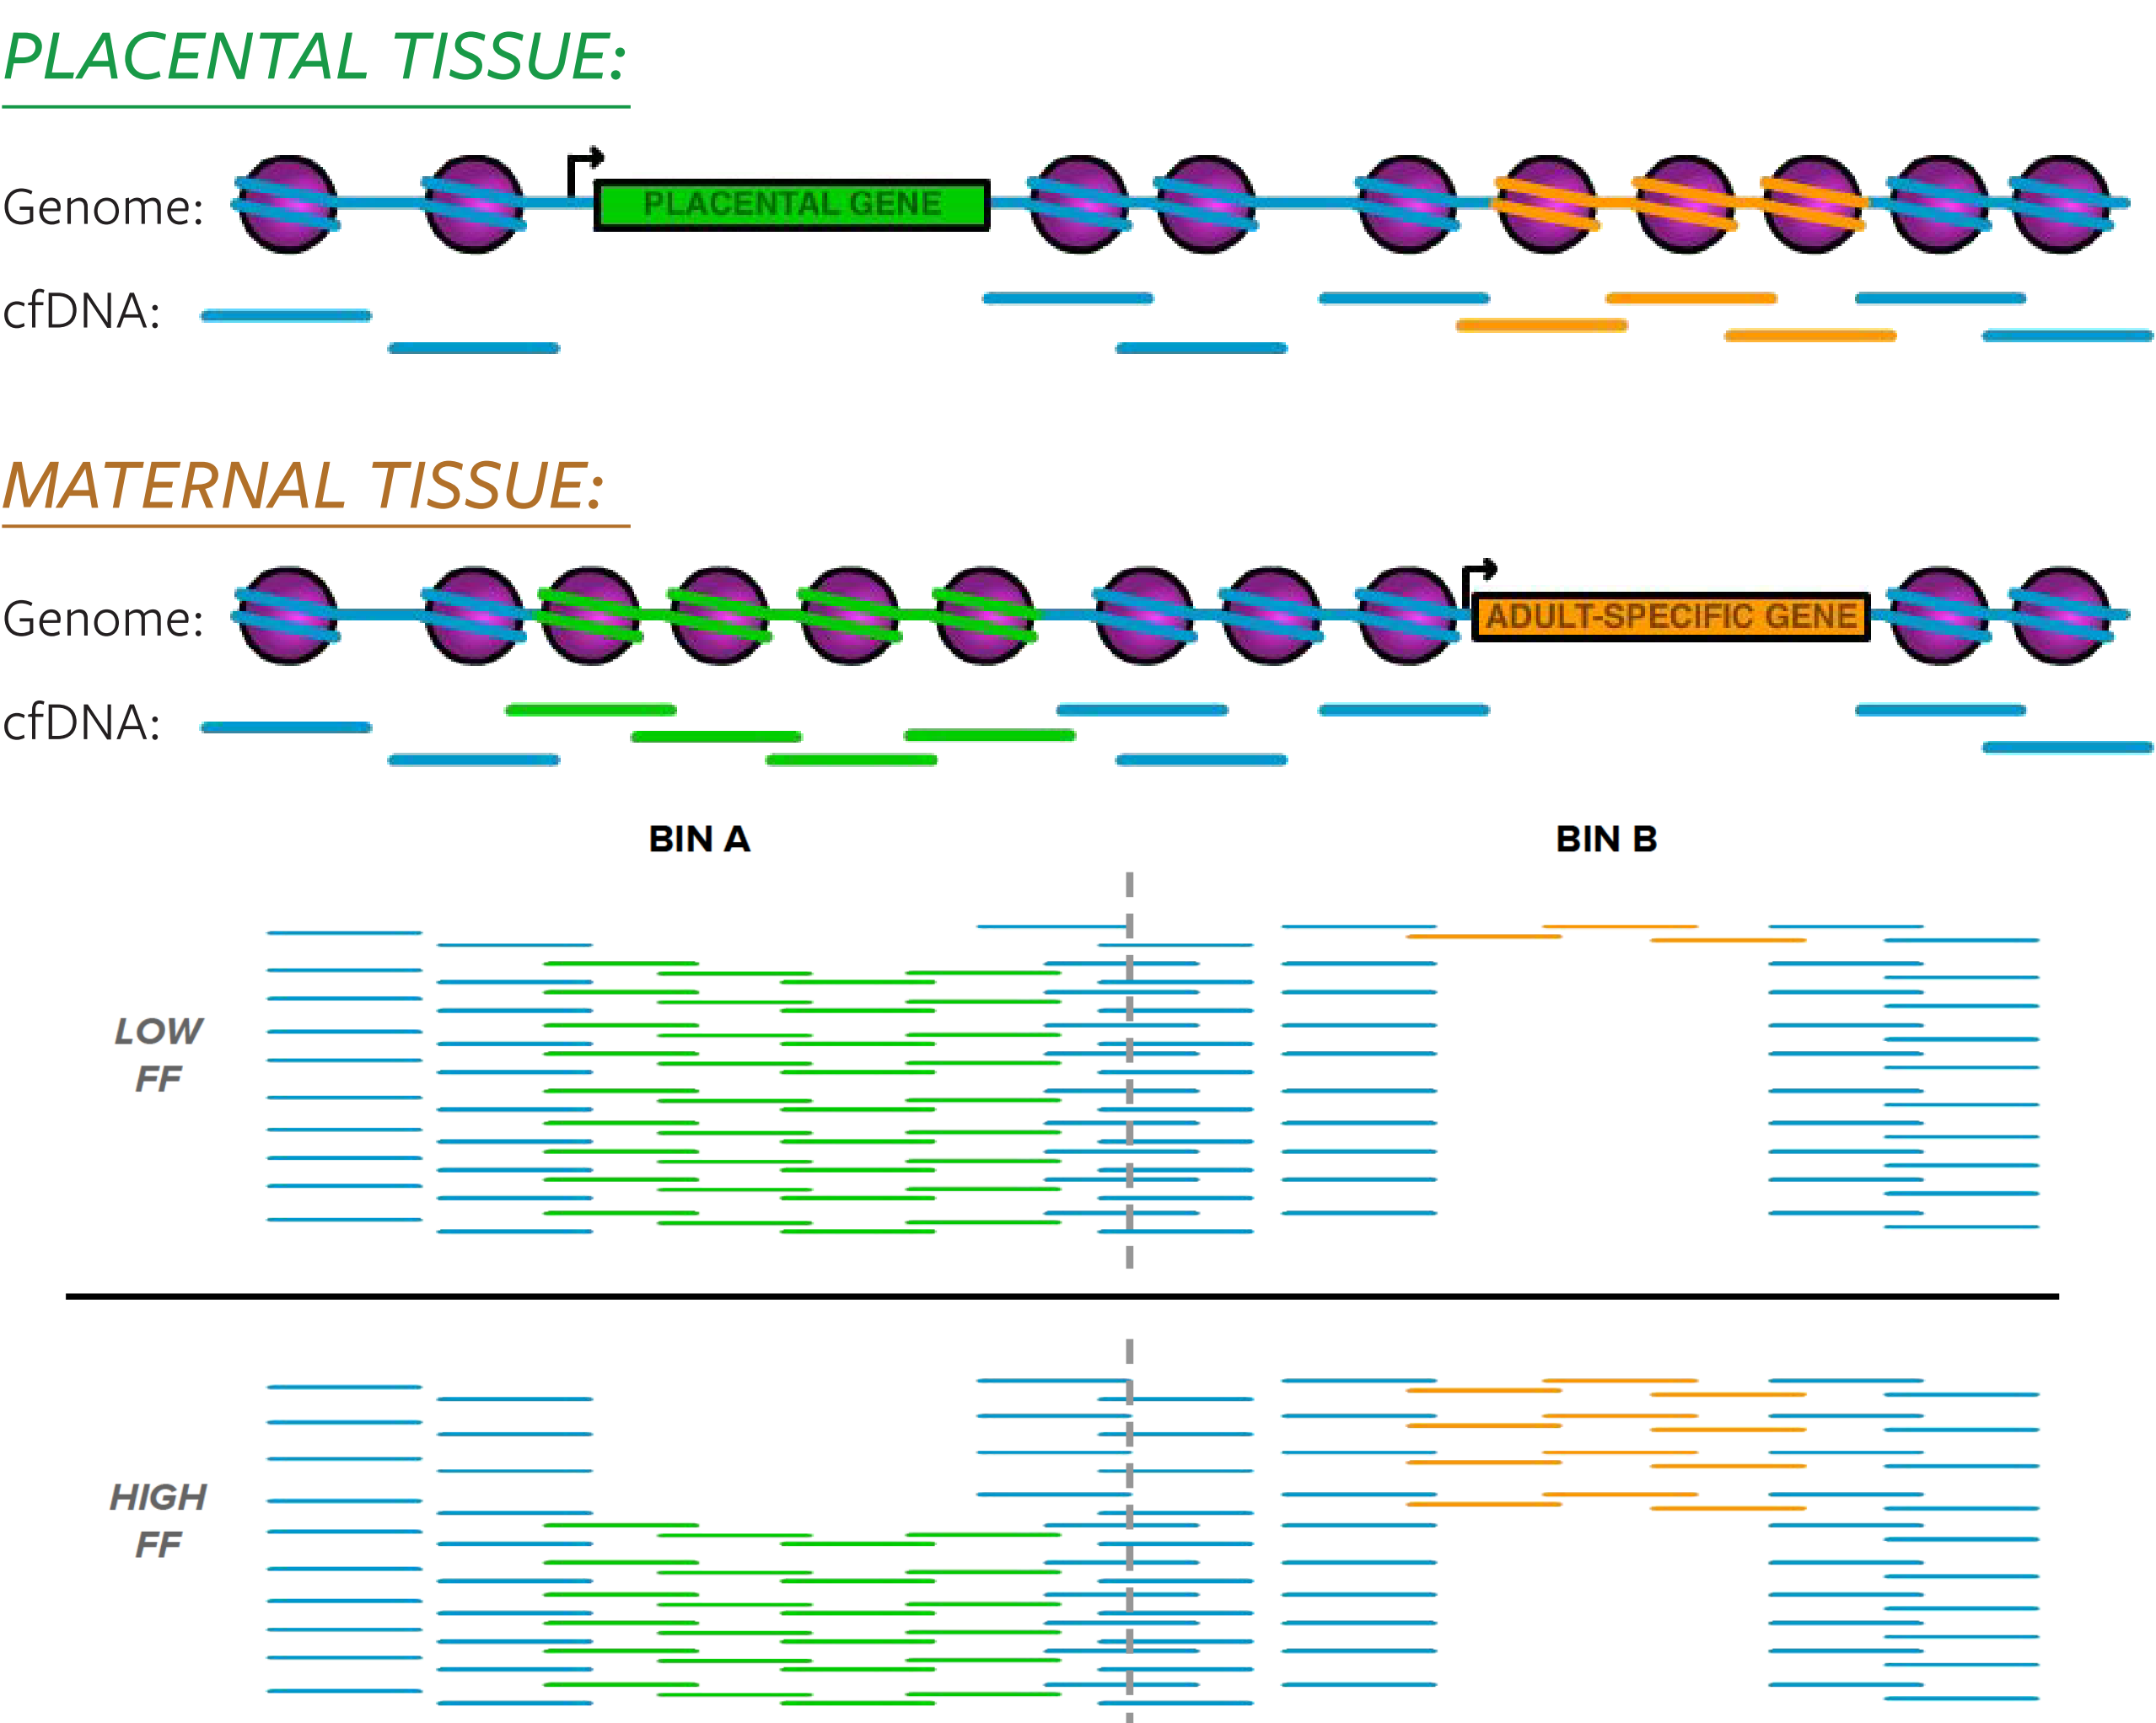 PLACENTAL TISSUE:
Genome:
PLACENTAL GENE
cfDNA:
MATERNAL TISSUE:
Genome:
ADULT-SPECIFIC GENE
cfDNA:
BIN A
BIN B
LOW
FF
HIGH
FF